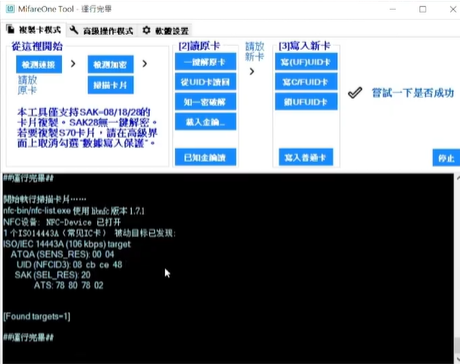 MifareOne Tool - 運行完畢
複製卡模式 高級操作模式 軟體設置
從這裡開始
檢測連接 > 檢測加密
請放
原卡
掃描卡片
本工具僅支持SAK=08/18/28的
卡片複製。SAK28無一鍵解密。
若要複製S70卡片，請在高級界
面上取消勾選"數據寫入保護"。
[2]讀原卡
一鍵解原卡
從UID卡讀回
知一密破解
載入金鑰...
已知金鑰讀
請放
新卡
>
[3]寫入新卡
寫(UF)UID卡
寫C/FUID卡
鎖UFUID卡
寫入普通卡
嘗試一下是否成功
停止
##運行完畢##
開始執行掃描卡片……
nfc-bin/nfc-list.exe 使用 libnfc 版本 1.7.1
NFC设备: NFC-Device 已打开
1 个ISO14443A (常见IC卡) 被动目标已发现:
ISO/IEC 14443A (106 kbps) target
ATQA (SENS_RES): 00 04
UID (NFCID3): 08 cb ce 48
SAK (SEL_RES): 20
ATS: 78 80 78 02
[Found targets=1]
##運行完畢##